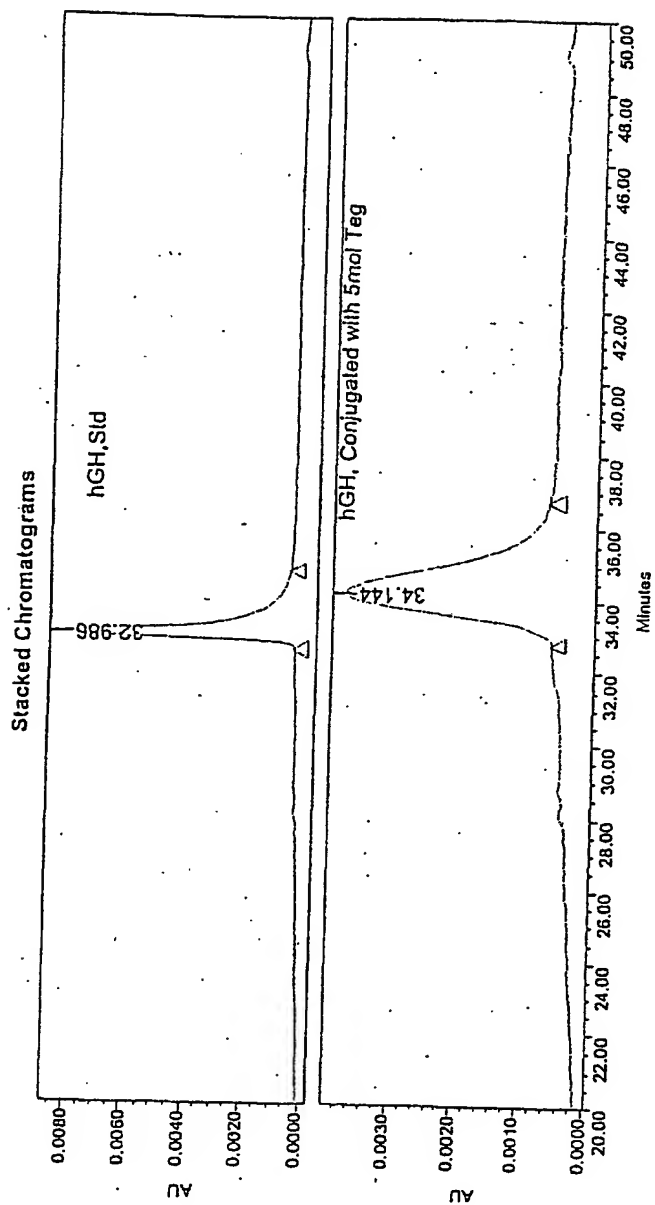 Stacked Chromatograms
hGH,Std
32.986
0.0080
0.0060
0.0040
0.0020
0.0000
AU
hGH, Conjugated with 5mol Teg
34.144
0.0030
0.0020
0.0010
0.0000
AU
20.00 22.00 24.00 26.00 28.00 30.00 32.00 34.00 36.00 38.00 40.00 42.00 44.00 46.00 48.00 50.00
Minutes